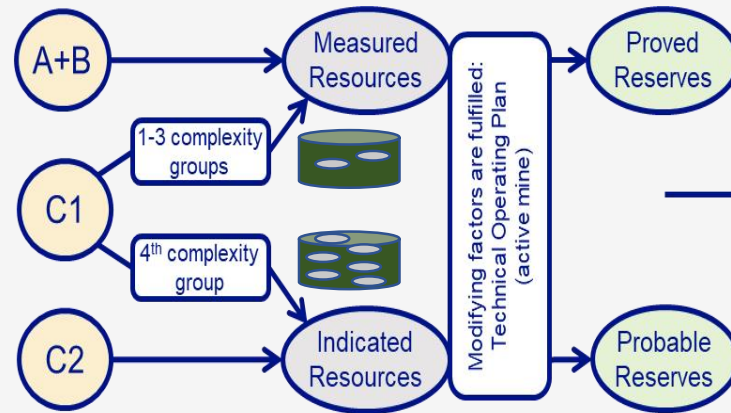 A+B
Measured
Resources
Proved
Reserves
1-3 complexity
groups
C1
4th complexity
group
Modifying factors are fulfilled:
Technical Operating Plan
(active mine)
C2
Indicated
Resources
Probable
Reserves